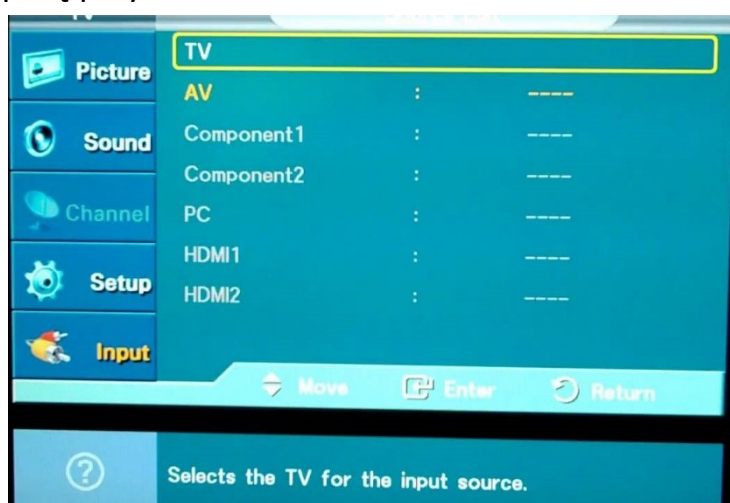 TV
Picture
Sound
Channel
Setup
Input
TV
AV : ----
Component1 : ----
Component2 : ----
PC : ----
HDMI1 : ----
HDMI2 : ----
Move Enter Return
?
Selects the TV for the input source.